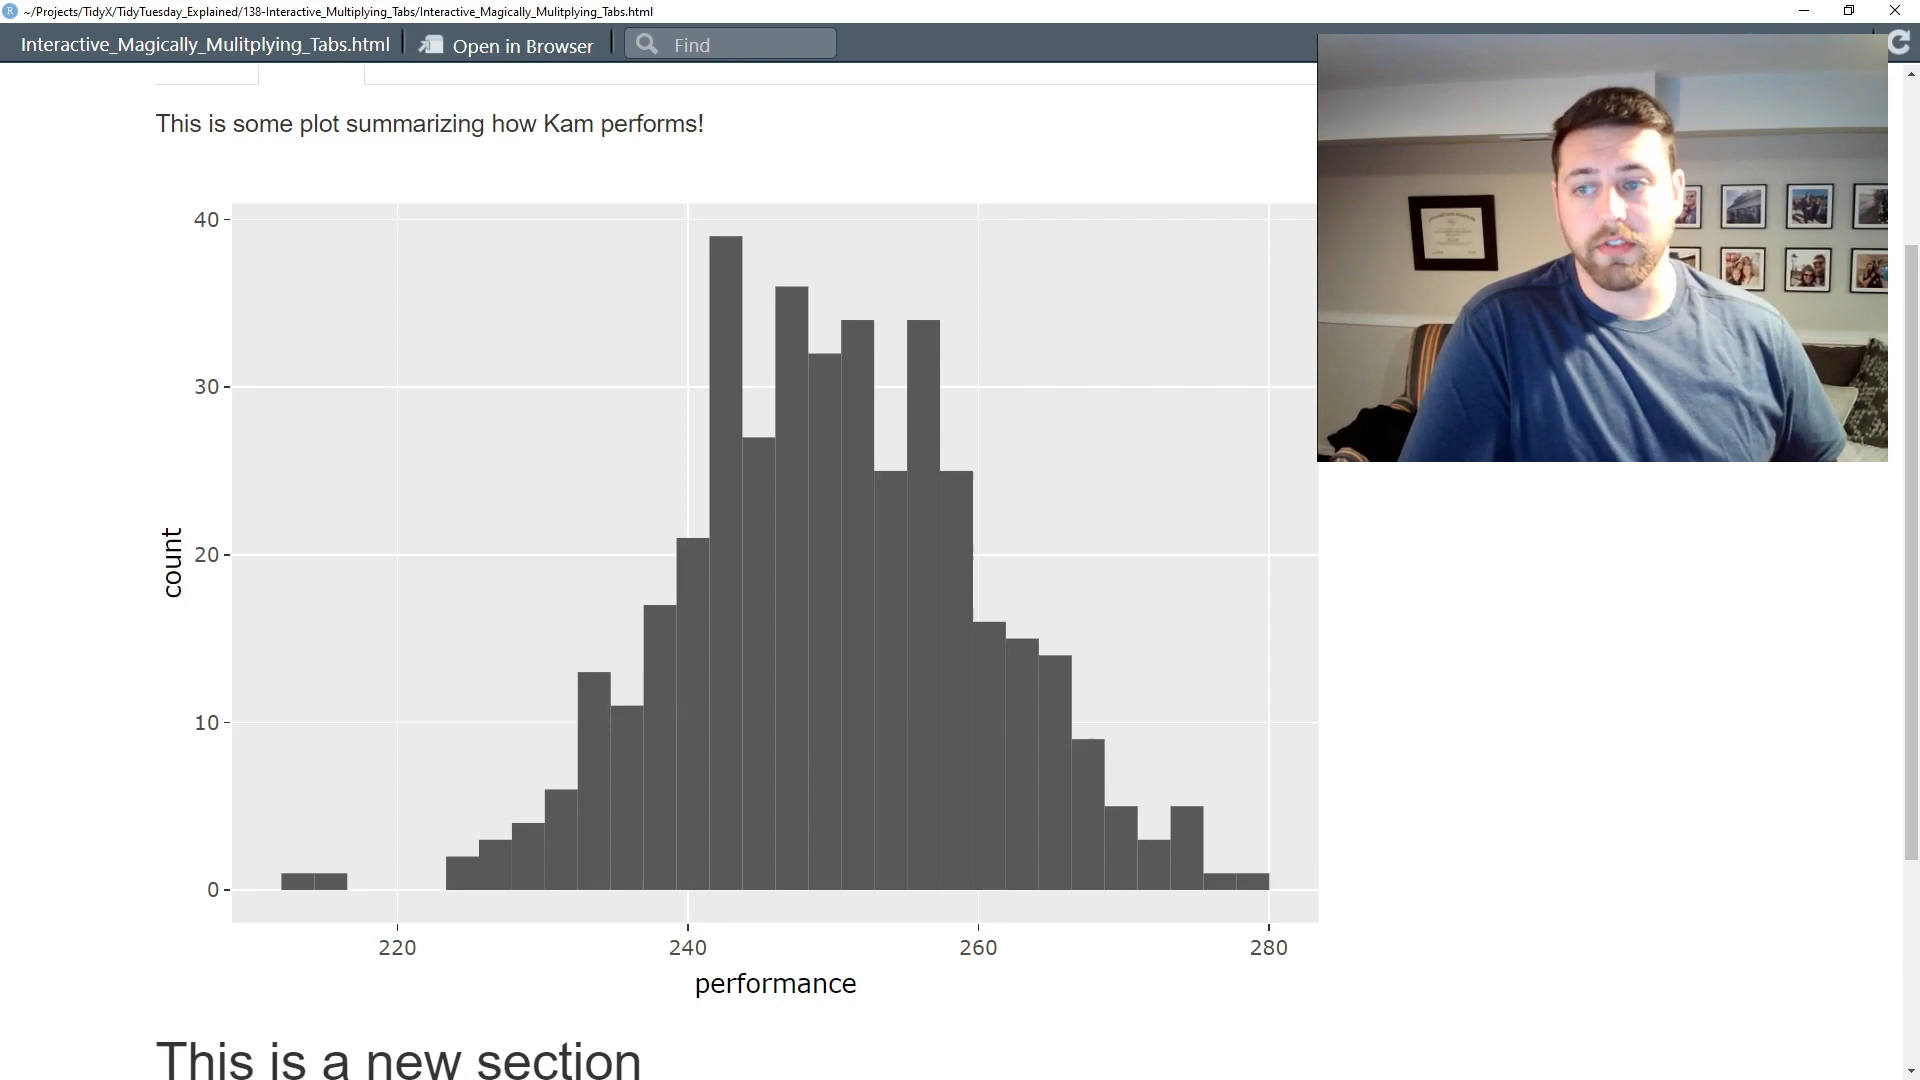 ~/Projects/TidyX/TidyTuesday_Explained/138-Interactive_Multiplying_Tabs/Interactive_Magically_Mulitplying_Tabs.html
Interactive_Magically_Mulitplying_Tabs.html
Open in Browser
Find
This is some plot summarizing how Kam performs!
40
30
20
10
0
count
220
240
260
280
performance
This is a new section